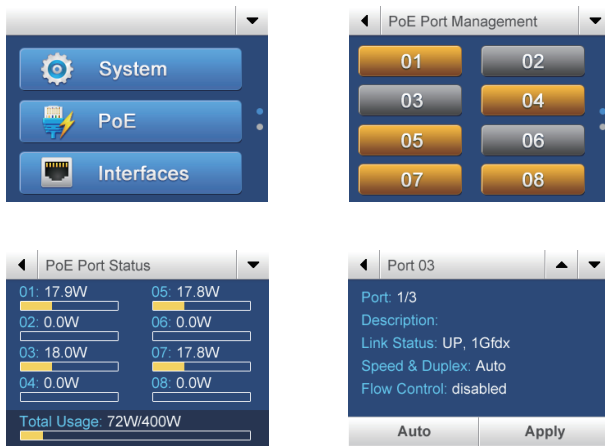 System
PoE
Interfaces
PoE Port Management
01 02
03 04
05 06
07 08
PoE Port Status
01: 17.9W 05: 17.8W
02: 0.0W 06: 0.0W
03: 18.0W 07: 17.8W
04: 0.0W 08: 0.0W
Total Usage: 72W/400W
Port 03
Port: 1/3
Description:
Link Status: UP, 1Gfdx
Speed & Duplex: Auto
Flow Control: disabled
Auto Apply